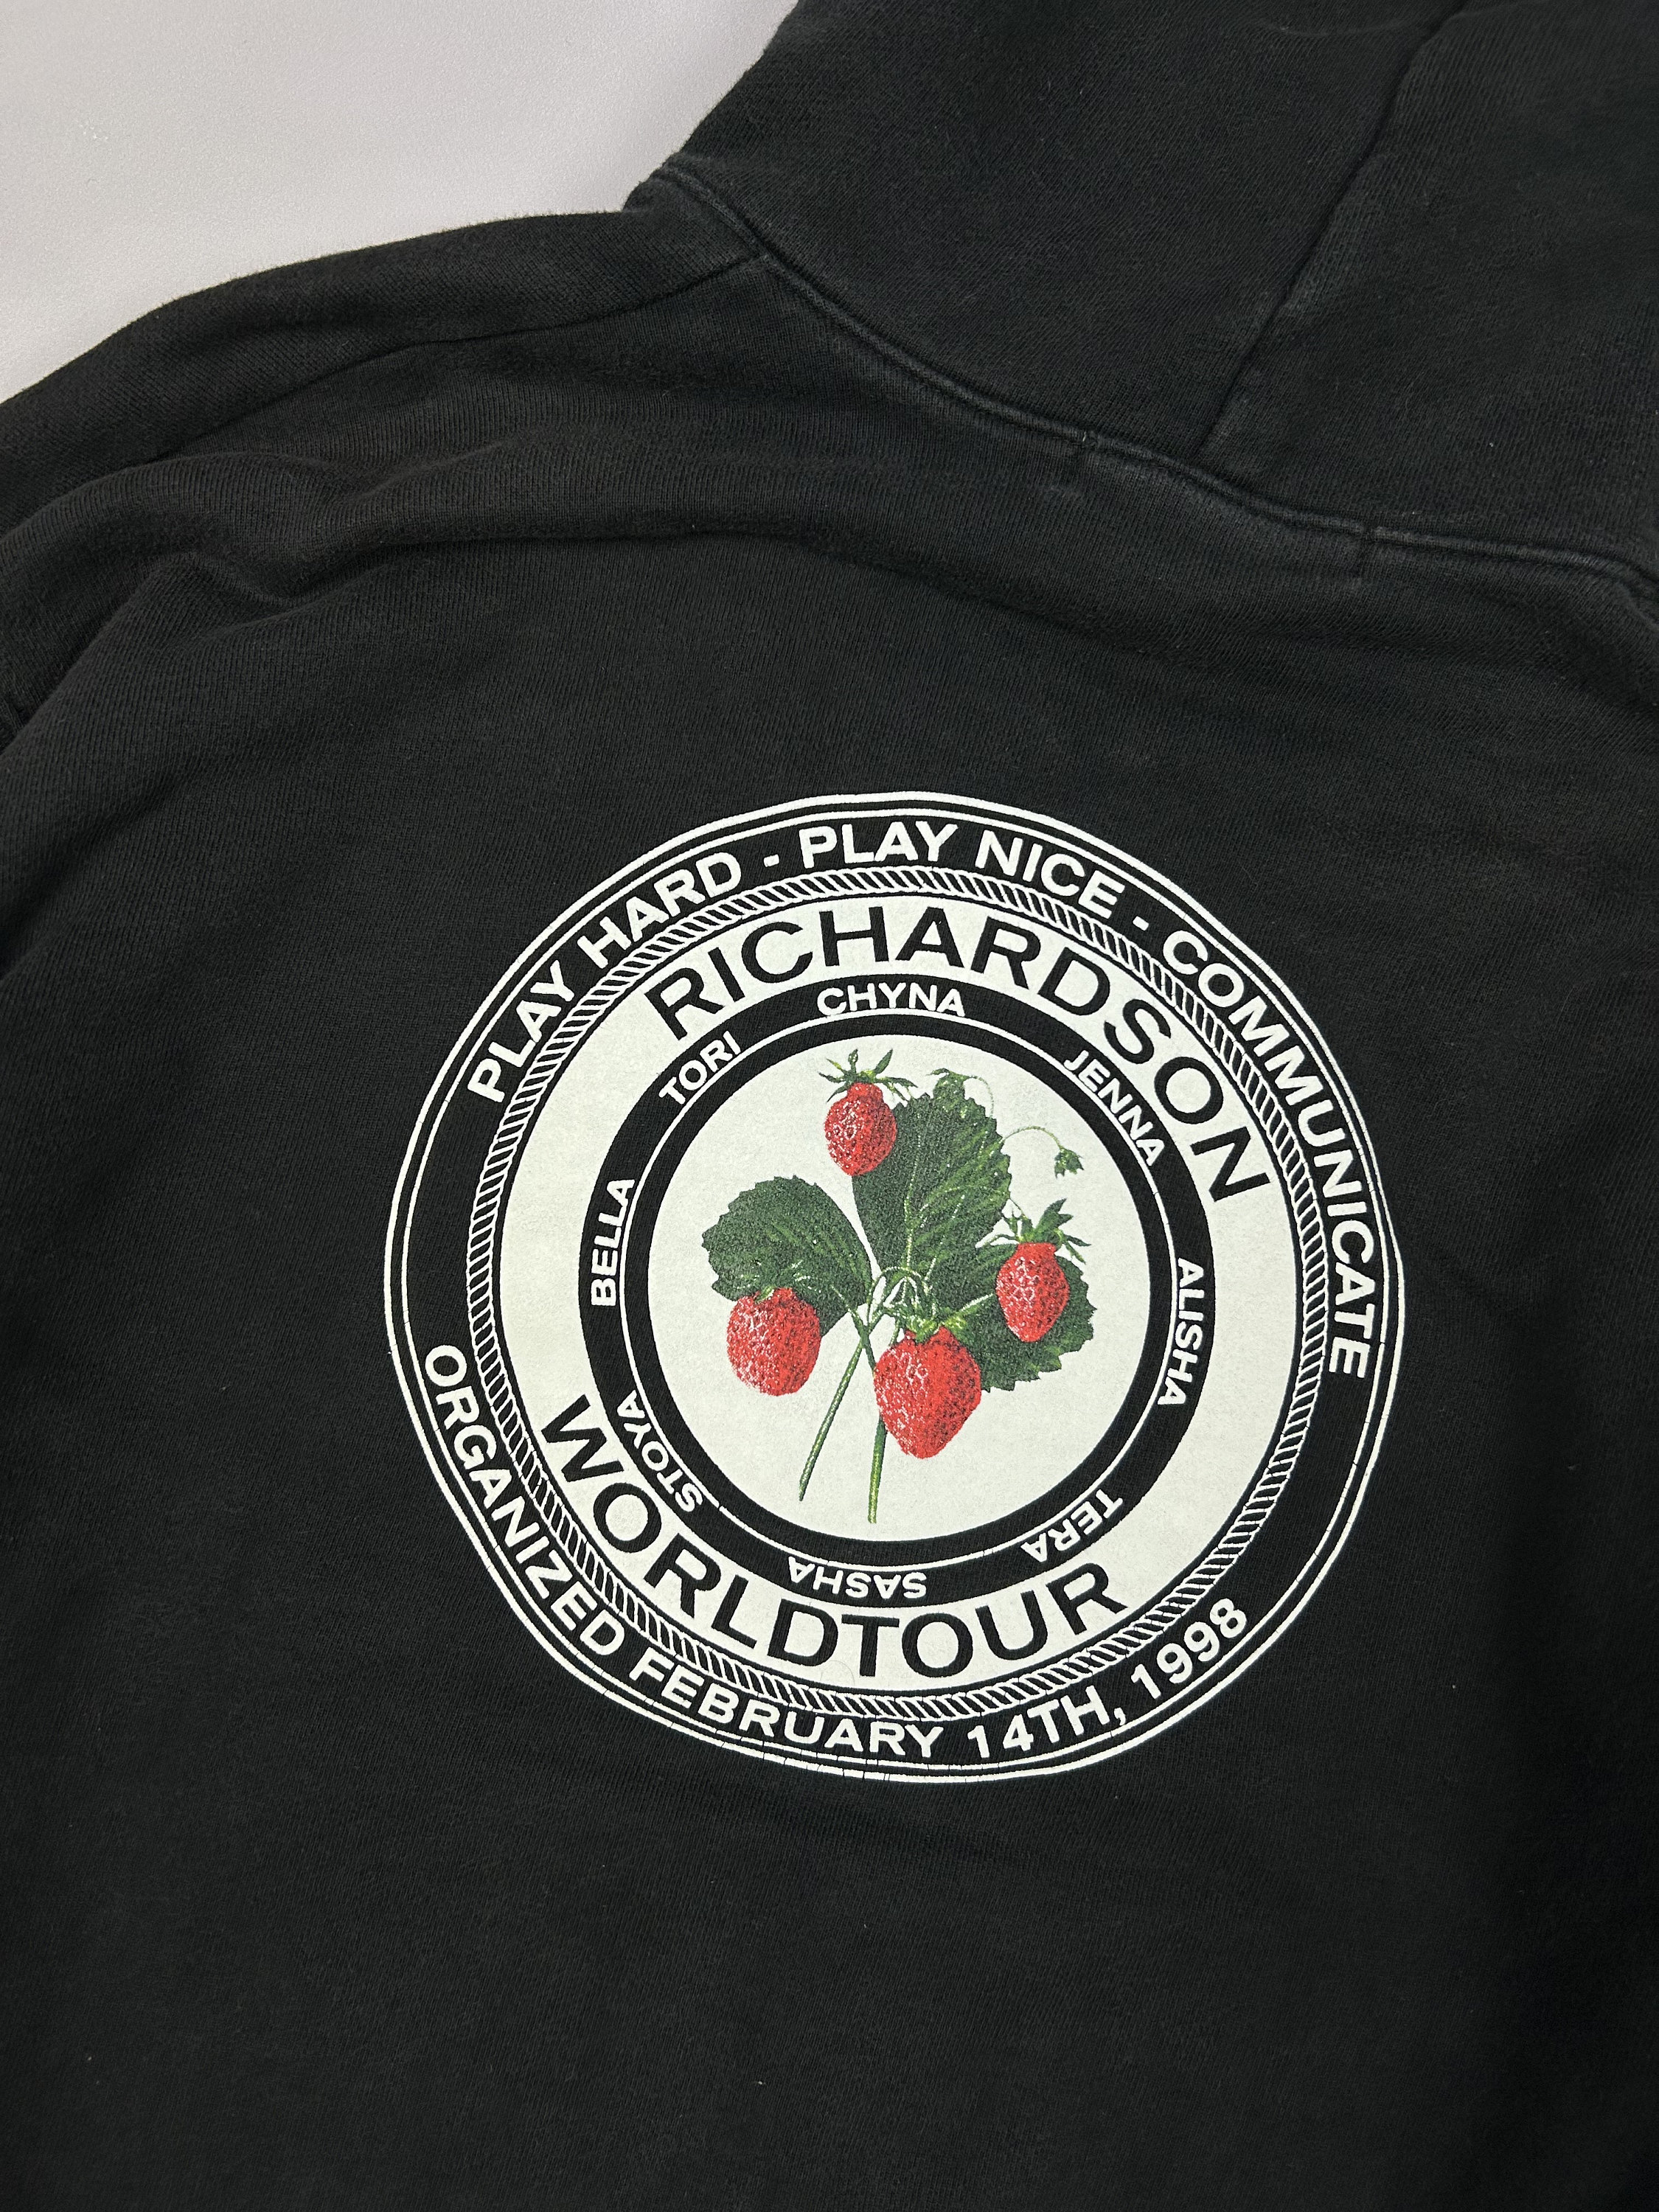 PLAY HARD - PLAY NICE - COMMUNICATE
RICHARDSON
CHYNA
JENNA
ALISHA
TERA
SASHA
STOYA
BELLA
TORI
WORLDTOUR
ORGANIZED FEBRUARY 14TH, 1998